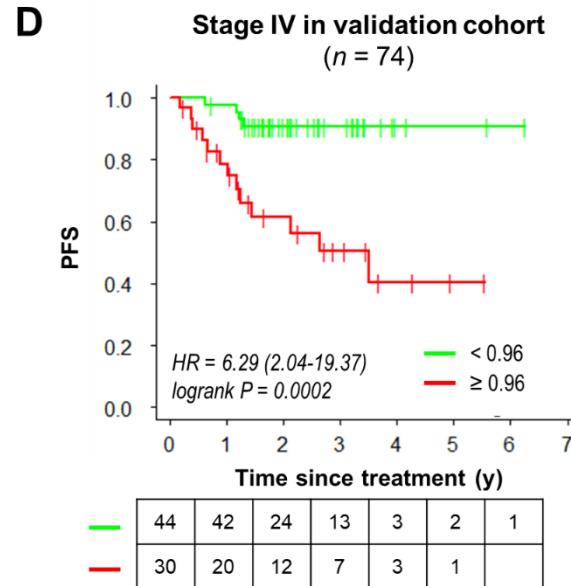 D
Stage IV in validation cohort
(n = 74)
1.0
0.8
0.6
0.4
0.2
0.0
PFS
HR = 6.29 (2.04-19.37)
logrank P = 0.0002
< 0.96
≥ 0.96
0 1 2 3 4 5 6 7
Time since treatment (y)
44 42 24 13 3 2 1
30 20 12 7 3 1